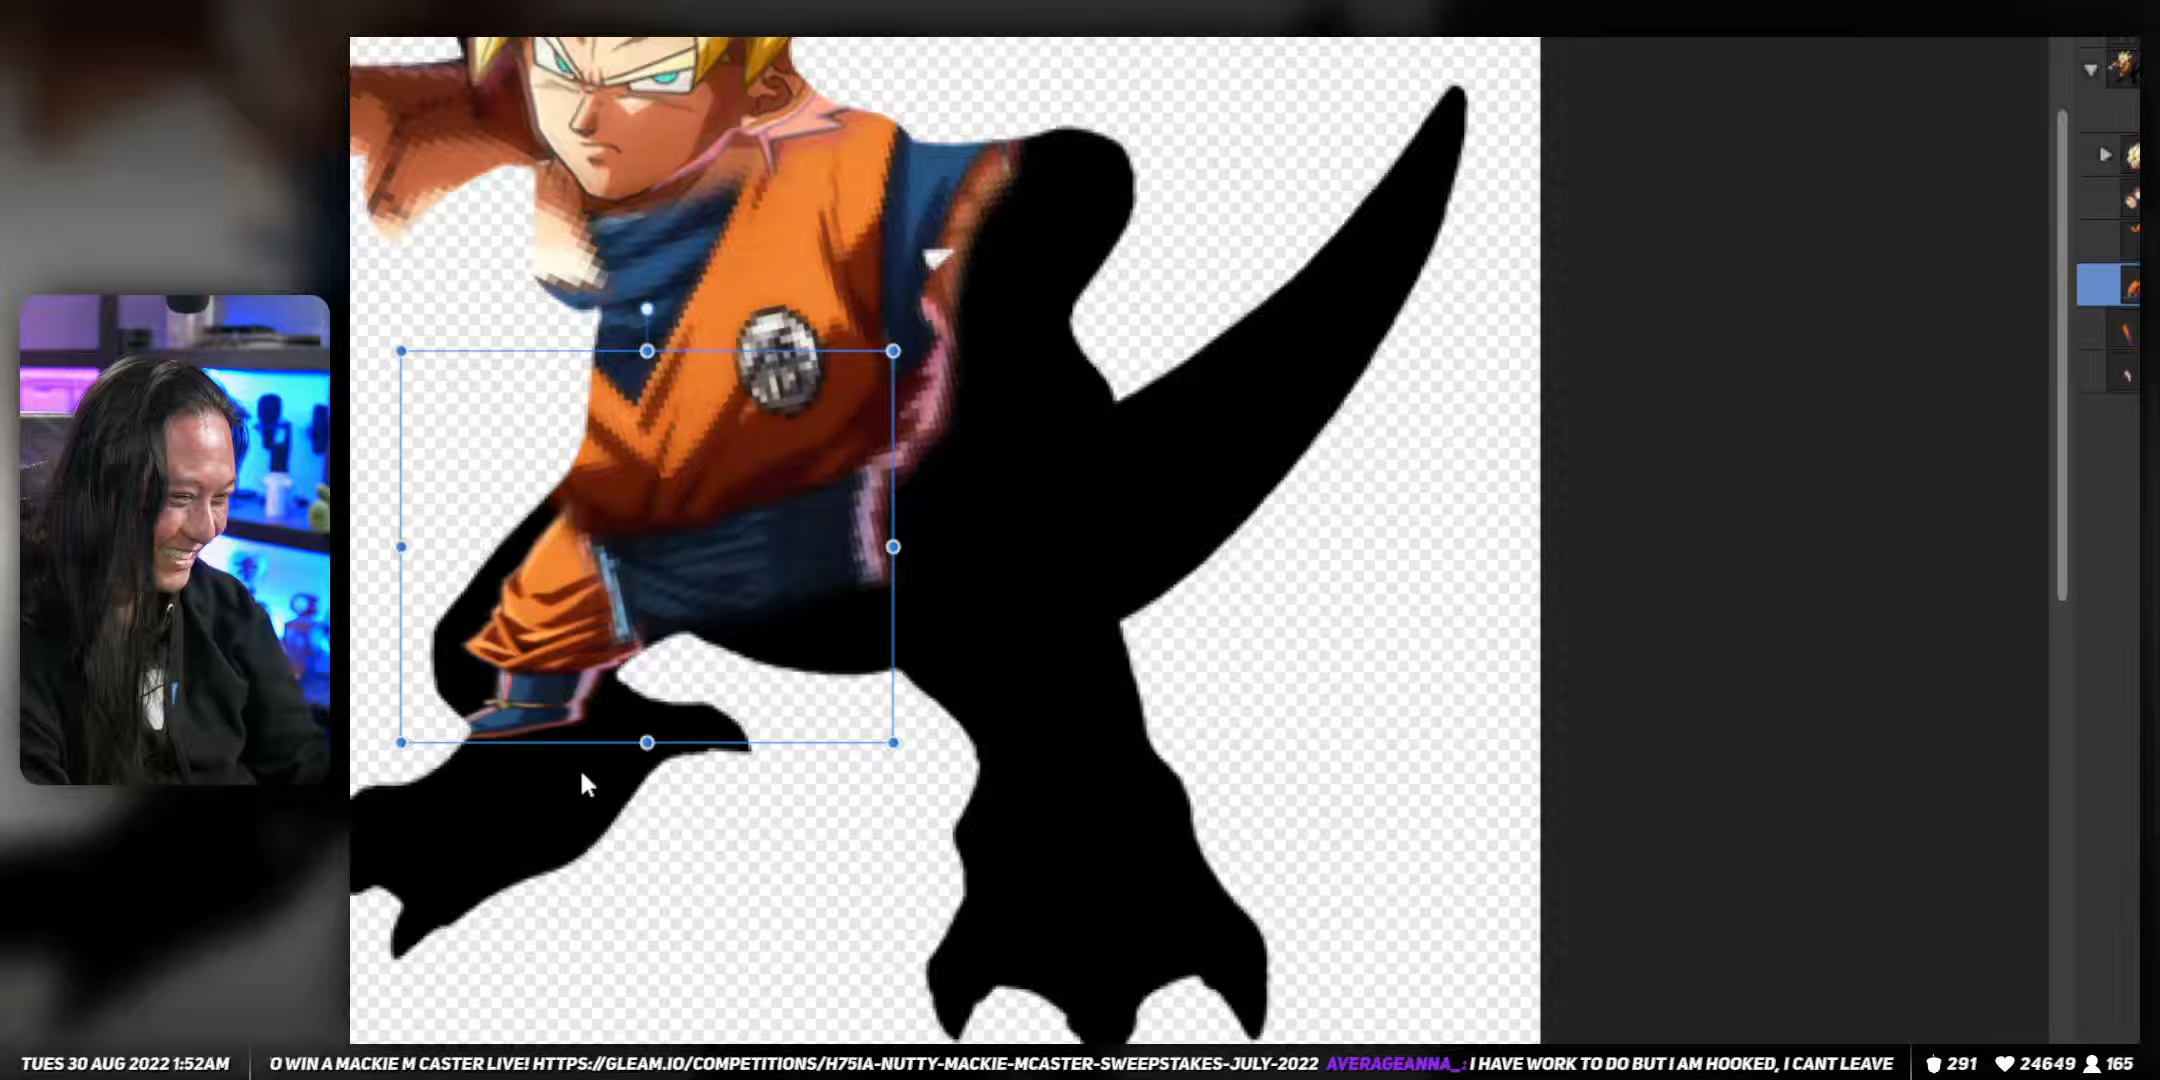 TUES 30 AUG 2022 1:52AM
O WIN A MACKIE M CASTER LIVE! HTTPS://GLEAM.IO/COMPETITIONS/H75IA-NUTTY-MACKIE-MCASTER-SWEEPSTAKES-JULY-2022 AVERAGEANNA_: I HAVE WORK TO DO BUT I AM HOOKED, I CANT LEAVE
291 24649 165